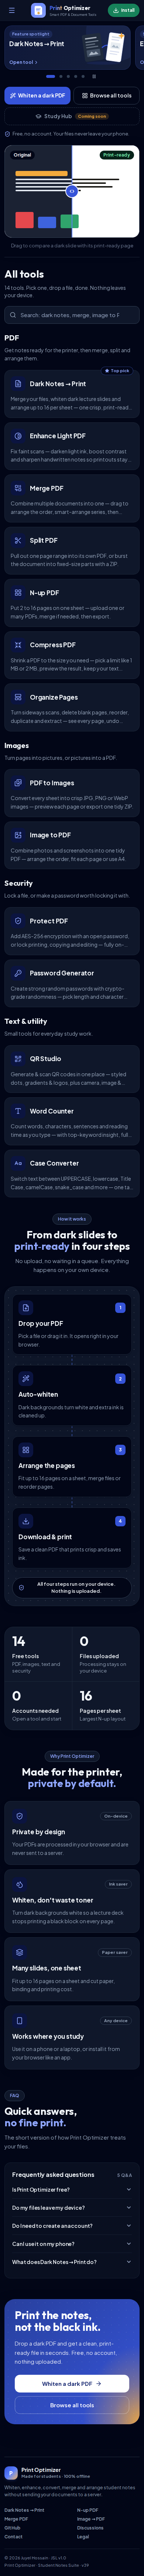 Print Optimizer
Smart PDF & Document Tools
Install
Feature spotlight
Dark Notes → Print
Open tool
Whiten a dark PDF
Browse all tools
Study Hub
Coming soon
Free, no account. Your files never leave your phone.
Original
Print-ready
Drag to compare a dark slide with its print-ready page
All tools
14 tools. Pick one, drop a file, done. Nothing leaves
your device.
Search: dark notes, merge, image to P
PDF
Get notes ready for the printer, then merge, split and
arrange them.
Top pick
Dark Notes → Print
Merge your files, whiten dark lecture slides and
arrange up to 16 per sheet — one crisp, print-read…
Enhance Light PDF
Fix faint scans — darken light ink, boost contrast
and sharpen handwritten notes so prints stay…
Merge PDF
Combine multiple documents into one — drag to
arrange the order, smart-arrange series, then…
Split PDF
Pull out one page range into its own PDF, or burst
the document into fixed-size parts with a ZIP.
N-up PDF
Put 2 to 16 pages on one sheet — upload one or
many PDFs, merge if needed, then export.
Compress PDF
Shrink a PDF to the size you need — pick a limit like 1
MB or 2 MB, preview the result, keep your text…
Organize Pages
Turn sideways scans, delete blank pages, reorder,
duplicate and extract — see every page, undo…
Images
Turn pages into pictures, or pictures into a PDF.
PDF to Images
Convert every sheet into crisp JPG, PNG or WebP
images — preview each page or export one ZIP.
Image to PDF
Combine photos and screenshots into one tidy
PDF — arrange the order, fit each page or use A4.
Security
Lock a file, or make a password worth locking it with.
Protect PDF
Add AES-256 encryption with an open password,
or lock printing, copying and editing — fully on-…
Password Generator
Create strong random passwords with crypto-
grade randomness — pick length and character…
Text & utility
Small tools for everyday study work.
QR Studio
Generate & scan QR codes in one place — styled
dots, gradients & logos, plus camera, image &…
Word Counter
Count words, characters, sentences and reading
time as you type — with top-keyword insight, full…
Aa
Case Converter
Switch text between UPPERCASE, lowercase, Title
Case, camelCase, snake_case and more — one ta…
How it works
From dark slides to
print-ready in four steps
No upload, no waiting in a queue. Everything
happens on your own device.
1
Drop your PDF
Pick a file or drag it in. It opens right in your
browser.
2
Auto-whiten
Dark backgrounds turn white and extra ink is
cleaned up.
3
Arrange the pages
Fit up to 16 pages on a sheet, merge files or
reorder pages.
4
Download & print
Save a clean PDF that prints crisp and saves
ink.
All four steps run on your device.
Nothing is uploaded.
14
Free tools
PDF, images, text and
security
0
Files uploaded
Processing stays on
your device
0
Accounts needed
Open a tool and start
16
Pages per sheet
Largest N-up layout
Why Print Optimizer
Made for the printer,
private by default.
On-device
Private by design
Your PDFs are processed in your browser and are
never sent to a server.
Ink saver
Whiten, don't waste toner
Turn dark backgrounds white so a lecture deck
stops printing a black block on every page.
Paper saver
Many slides, one sheet
Fit up to 16 pages on a sheet and cut paper,
binding and printing cost.
Any device
Works where you study
Use it on a phone or a laptop, or install it from
your browser like an app.
FAQ
Quick answers,
no fine print.
The short version of how Print Optimizer treats
your files.
Frequently asked questions
5 Q&A
Is Print Optimizer free?
Do my files leave my device?
Do I need to create an account?
Can I use it on my phone?
What does Dark Notes → Print do?
Print the notes,
not the black ink.
Drop a dark PDF and get a clean, print-
ready file in seconds. Free, no account,
nothing uploaded.
Whiten a dark PDF →
Browse all tools
P
Print Optimizer
Made for students · 100% offline
Whiten, enhance, convert, merge and arrange student notes
without sending your documents to a server.
Dark Notes → Print
N-up PDF
Merge PDF
Image → PDF
GitHub
Discussions
Contact
Legal